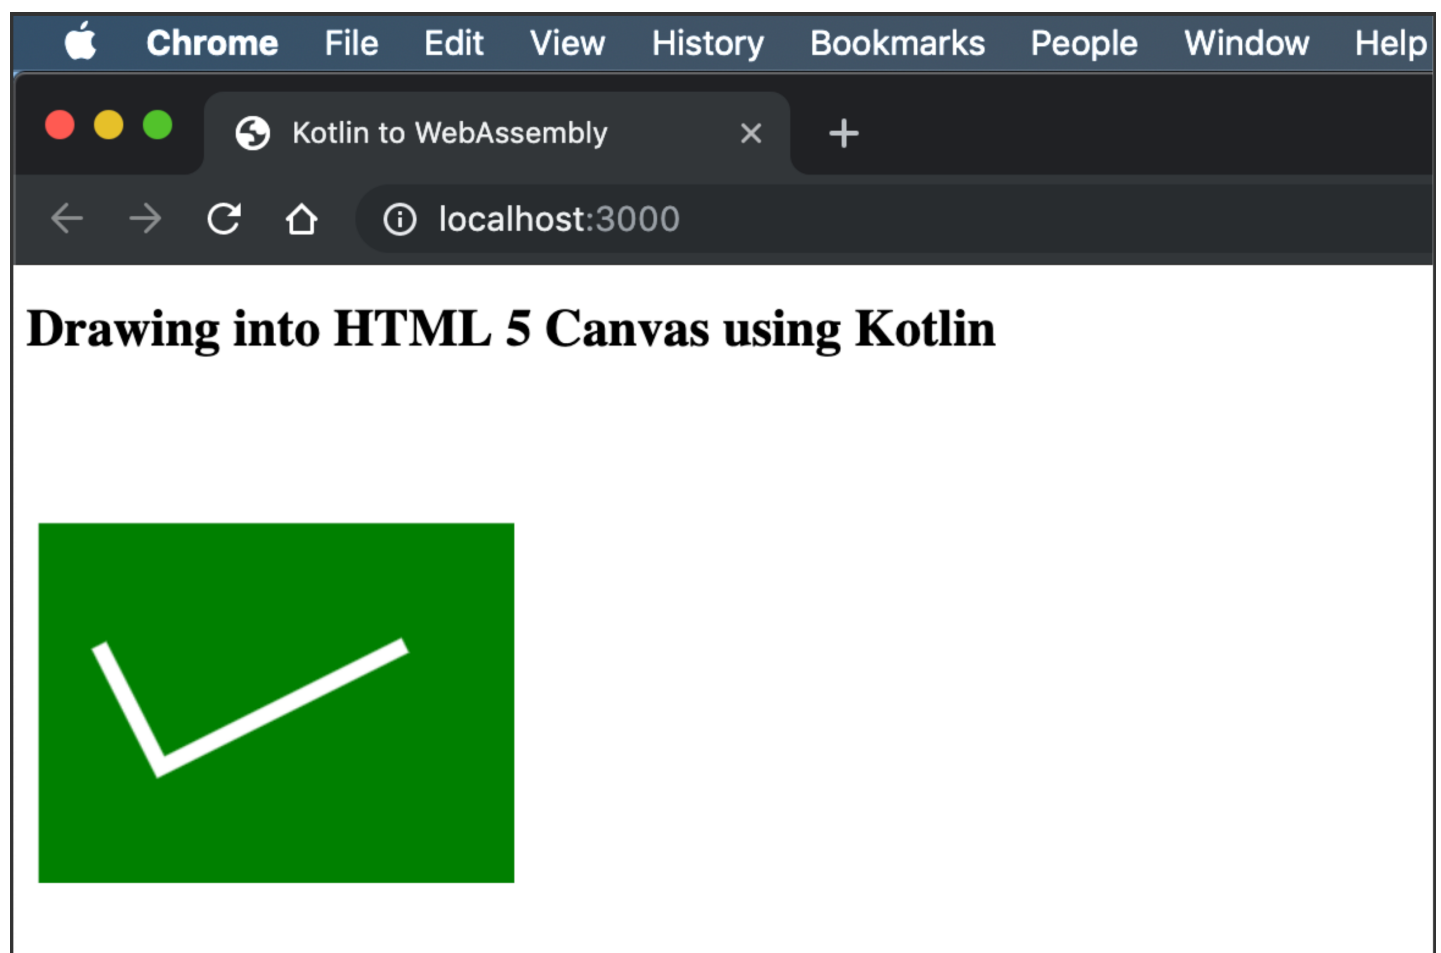 Chrome File Edit View History Bookmarks People Window Help
Kotlin to WebAssembly
localhost:3000
Drawing into HTML 5 Canvas using Kotlin